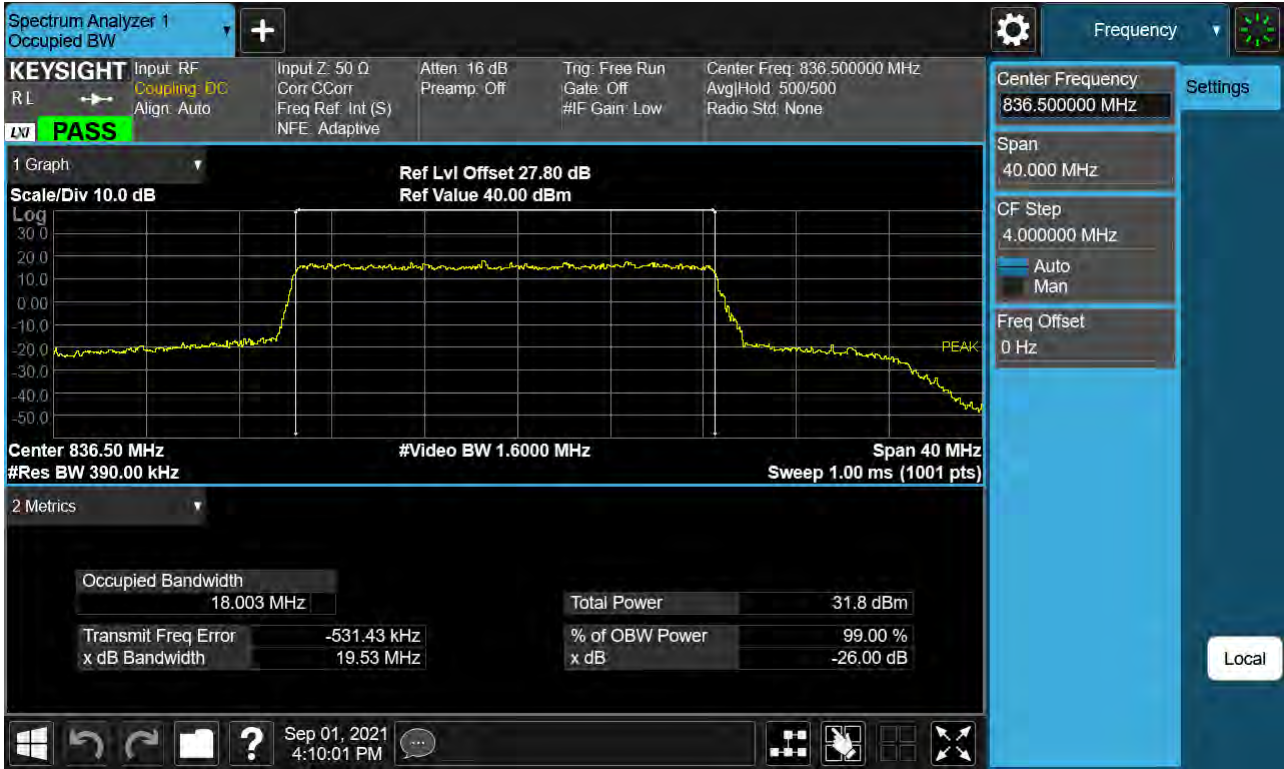 Spectrum Analyzer 1
Occupied BW
Frequency
KEYSIGHT
R L
LXI
PASS
Input: RF
Coupling: DC
Align: Auto
Input Z: 50 Ω
Corr CCorr
Freq Ref: Int (S)
NFE: Adaptive
Atten: 16 dB
Preamp: Off
Trig: Free Run
Gate: Off
#IF Gain: Low
Center Freq: 836.500000 MHz
Avg|Hold: 500/500
Radio Std: None
Center Frequency
836.500000 MHz
Settings
Span
40.000 MHz
CF Step
4.000000 MHz
Auto
Man
Freq Offset
0 Hz
Local
1 Graph
Scale/Div 10.0 dB
Ref Lvl Offset 27.80 dB
Ref Value 40.00 dBm
Log
30.0
20.0
10.0
0.00
-10.0
-20.0
-30.0
-40.0
-50.0
PEAK
Center 836.50 MHz
#Video BW 1.6000 MHz
Span 40 MHz
#Res BW 390.00 kHz
Sweep 1.00 ms (1001 pts)
2 Metrics
Occupied Bandwidth
18.003 MHz
Total Power 31.8 dBm
Transmit Freq Error -531.43 kHz
% of OBW Power 99.00 %
x dB Bandwidth 19.53 MHz
x dB -26.00 dB
?
Sep 01, 2021
4:10:01 PM